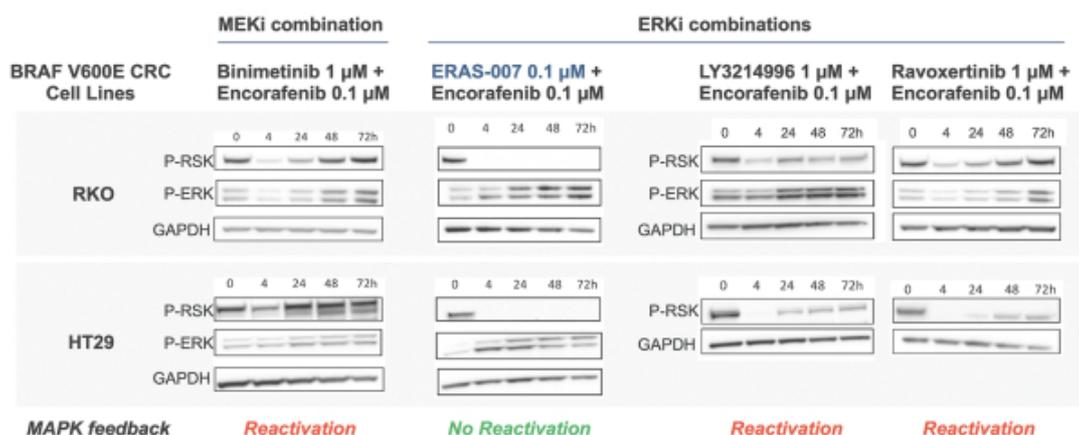 MEKi combination ERKi combinations
BRAF V600E CRC Binimetinib 1 µM + ERAS-007 0.1 µM + LY3214996 1 µM + Ravoxertinib 1 µM +
Cell Lines Encorafenib 0.1 µM Encorafenib 0.1 µM Encorafenib 0.1 µM Encorafenib 0.1 µM
0 4 24 48 72h 0 4 24 48 72h 0 4 24 48 72h 0 4 24 48 72h
P-RSK P-RSK
RKO P-ERK P-ERK
GAPDH GAPDH
0 4 24 48 72h 0 4 24 48 72h 0 4 24 48 72h 0 4 24 48 72h
P-RSK P-RSK
HT29 P-ERK GAPDH
GAPDH
MAPK feedback Reactivation No Reactivation Reactivation Reactivation